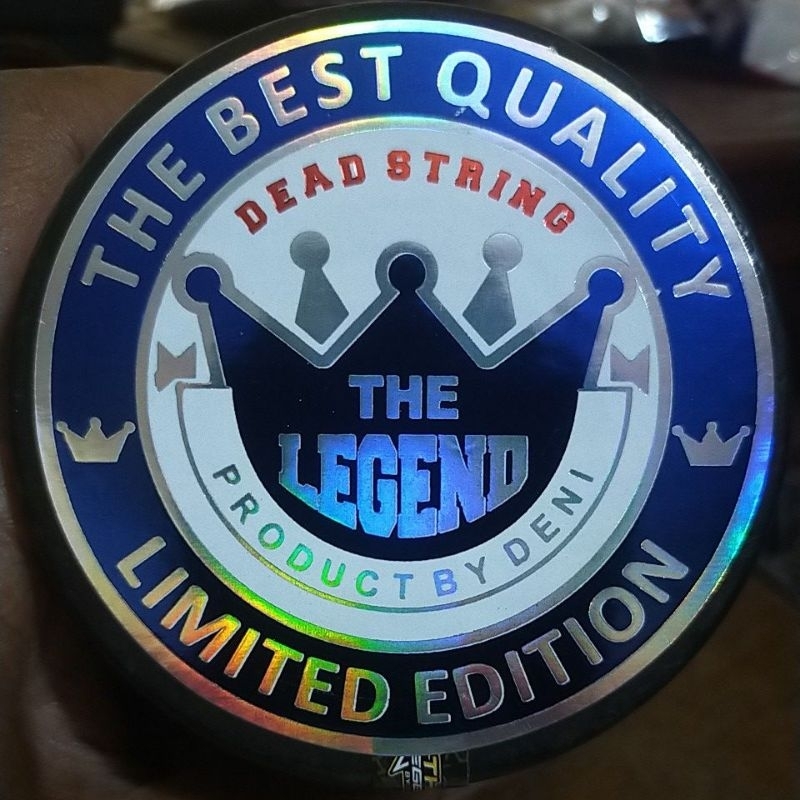 THE BEST QUALITY
DEAD STRING
THE
LEGEND
PRODUCT BY DENI
LIMITED EDITION